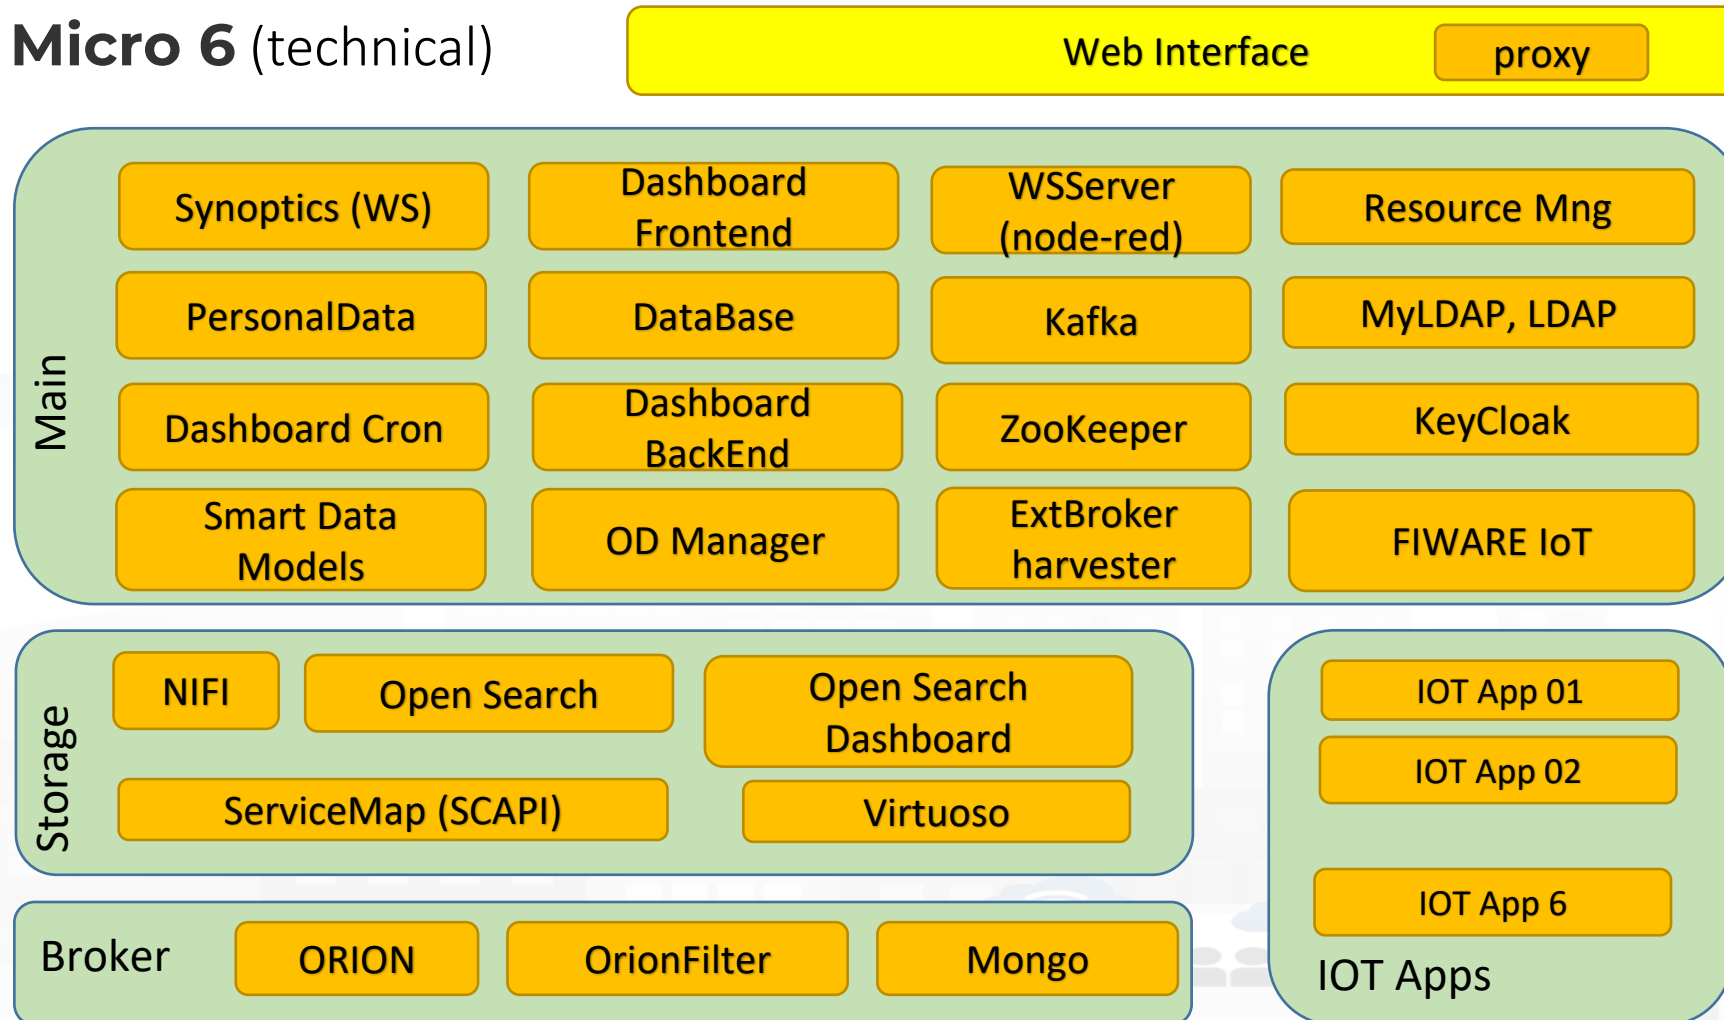 Micro 6 (technical)
Web Interface
proxy
Main
Synoptics (WS)
Dashboard
Frontend
WSServer
(node-red)
Resource Mng
PersonalData
DataBase
Kafka
MyLDAP, LDAP
Dashboard Cron
Dashboard
BackEnd
ZooKeeper
KeyCloak
Smart Data
Models
OD Manager
ExtBroker
harvester
FIWARE IoT
Storage
NIFI
Open Search
Open Search
Dashboard
ServiceMap (SCAPI)
Virtuoso
Broker
ORION
OrionFilter
Mongo
IOT App 01
IOT App 02
IOT App 6
IOT Apps